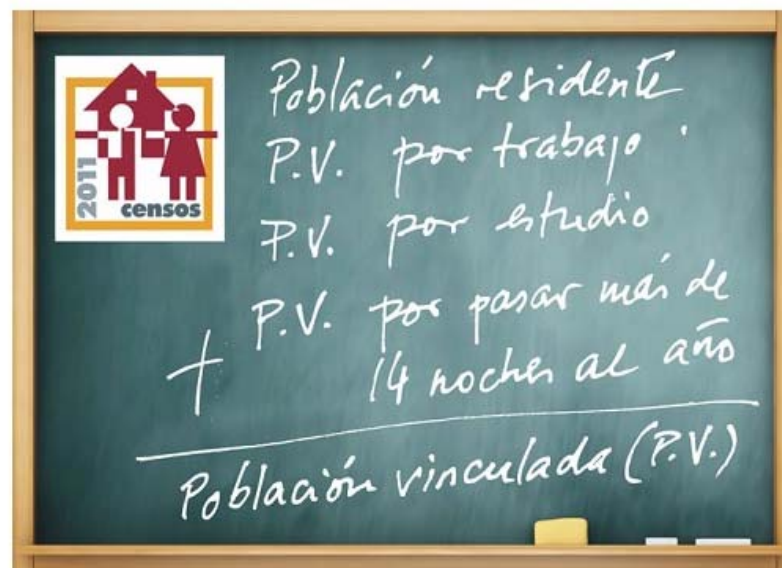 2011
censos
Población residente
P.V. por trabajo
P.V. por estudio
P.V. por pasar más de
+ 14 noches al año
Población vinculada (P.V.)